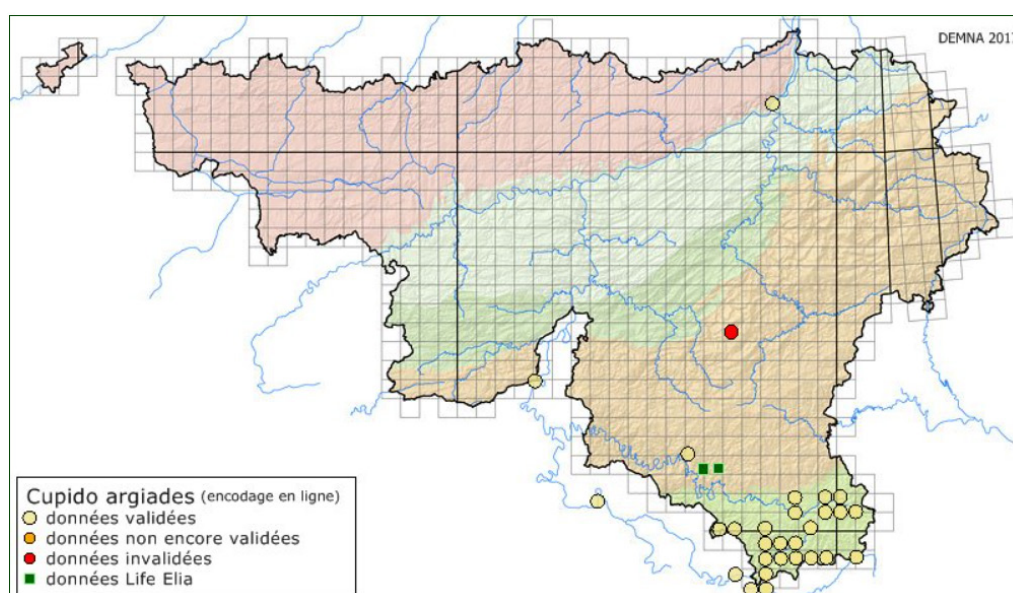 DEMNA 2017
Cupido argiades (encodage en ligne)
données validées
données non encore validées
données invalidées
données Life Elia